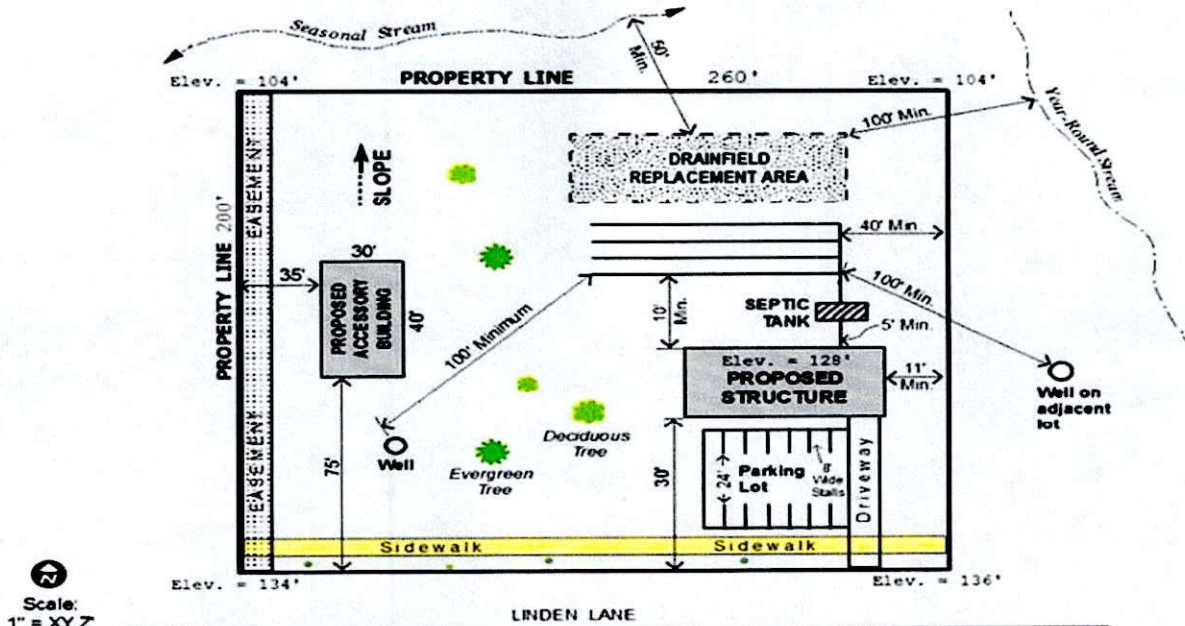 Seasonal Stream
50' Min.
Elev. = 104'
PROPERTY LINE
260'
Elev. = 104'
100' Min.
Year-Round Stream
EASEMENT
SLOPE
DRAINFIELD
REPLACEMENT AREA
PROPERTY LINE 200'
30'
35'
PROPOSED
ACCESSORY
BUILDING
40'
40' Min.
100' Minimum
10' Min.
SEPTIC
TANK
100' Min.
5' Min.
Elev. = 128'
PROPOSED
STRUCTURE
11'
Min.
Well on
adjacent
lot
EASEMENT
75'
Well
Deciduous
Tree
Evergreen
Tree
30'
24'
Parking
Lot
8'
Wide
Stalls
Driveway
Sidewalk
Sidewalk
Elev. = 134'
Elev. = 136'
N
Scale:
1" = XY Z'
LINDEN LANE